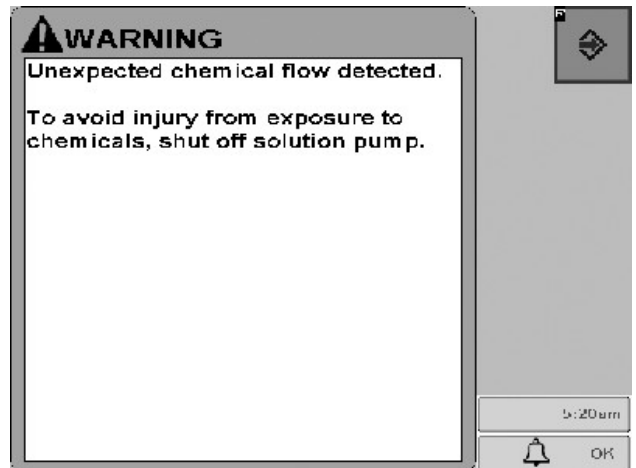 WARNING
Unexpected chemical flow detected.
To avoid injury from exposure to
chemicals, shut off solution pump.
5:20am
OK